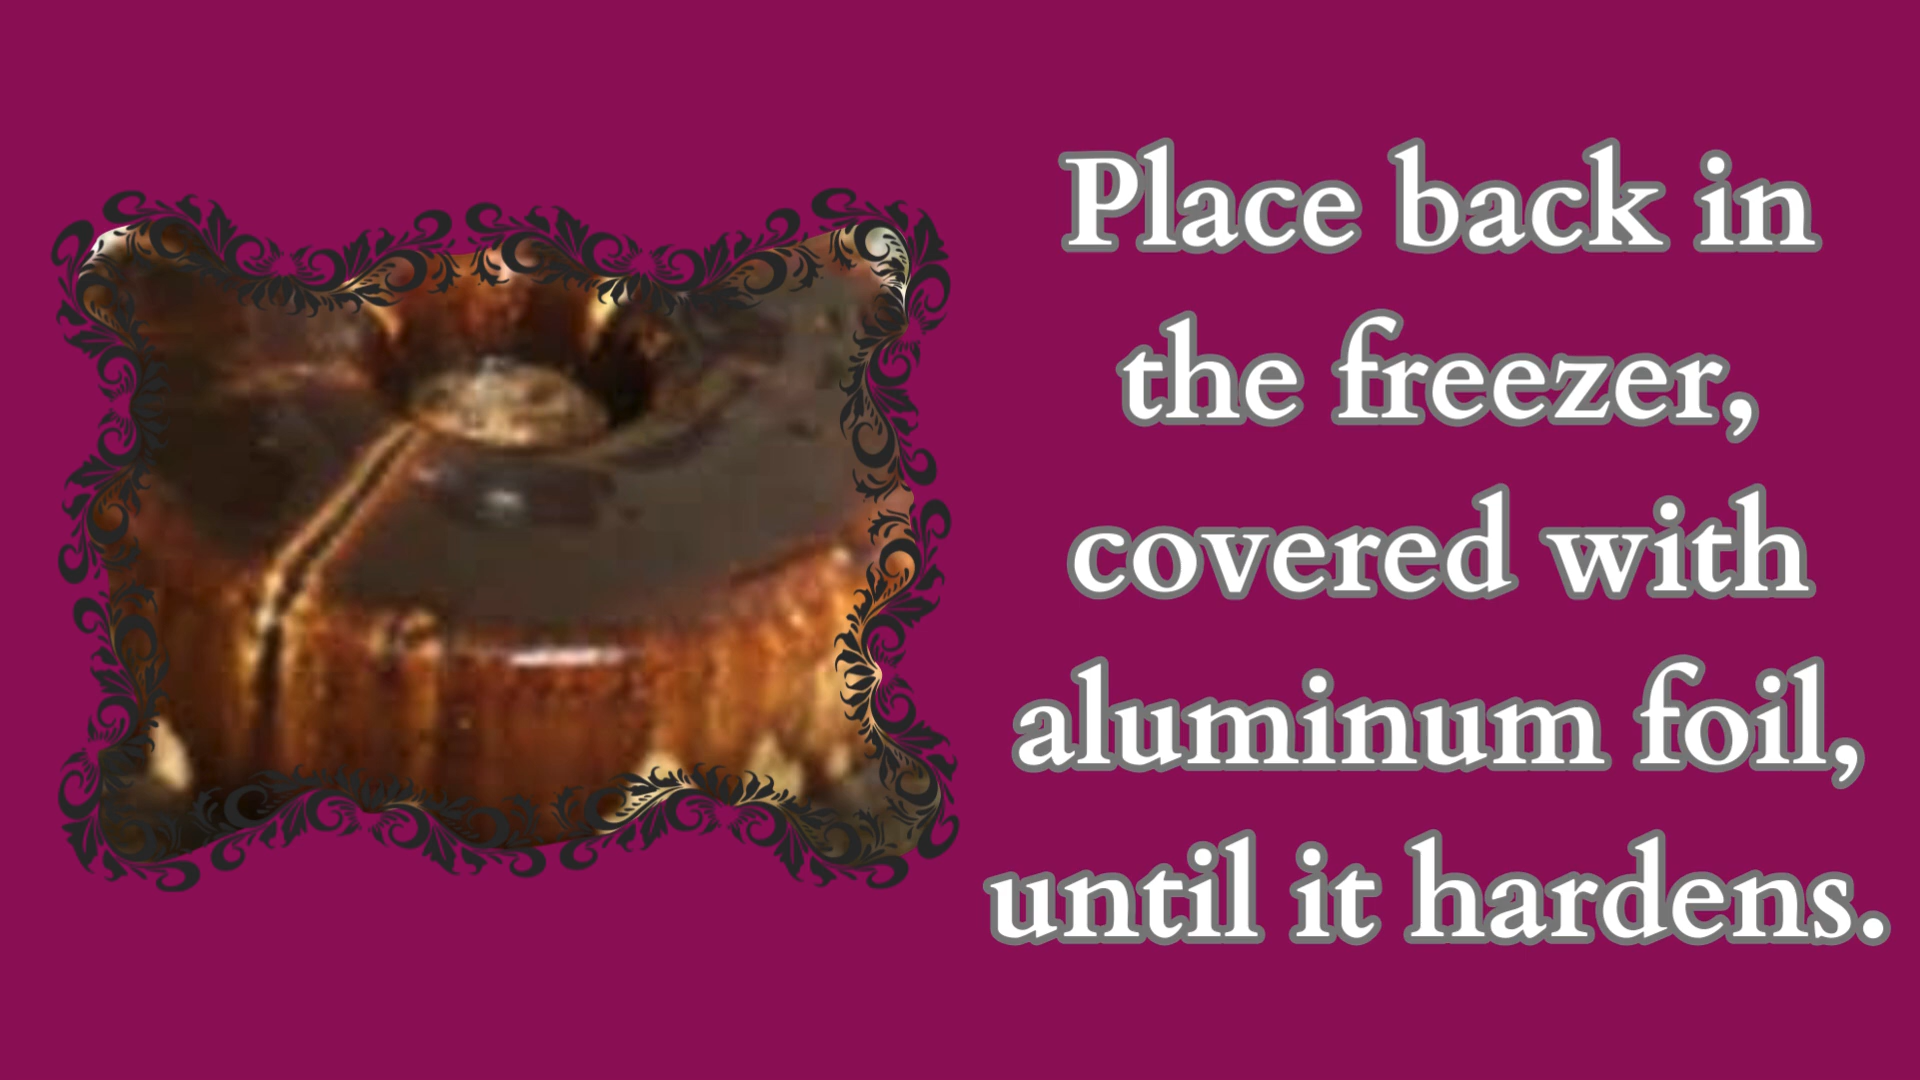 Place back in
the freezer,
covered with
aluminum foil,
until it hardens.